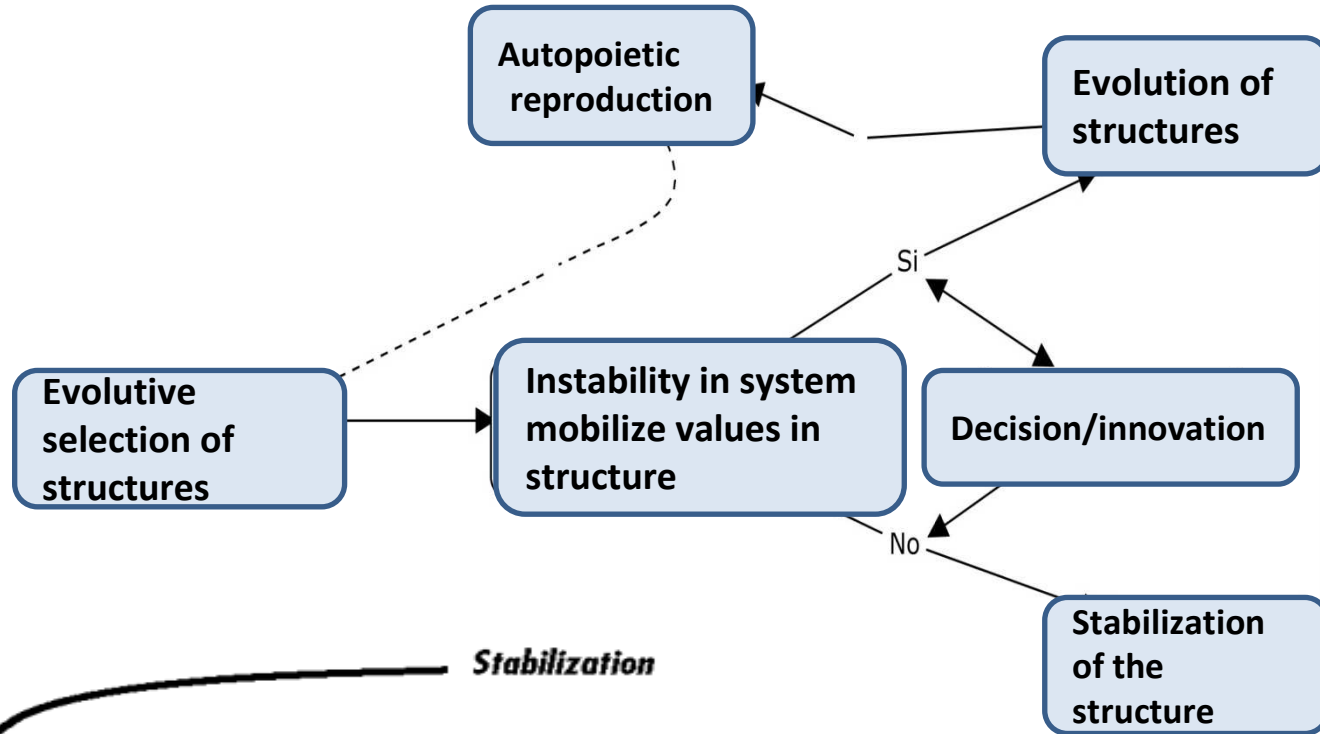 Autopoietic
reproduction
Evolution of
structures
Si
Evolutive
selection of
structures
Instability in system
mobilize values in
structure
Decision/innovation
No
Stabilization
of the
structure
Stabilization